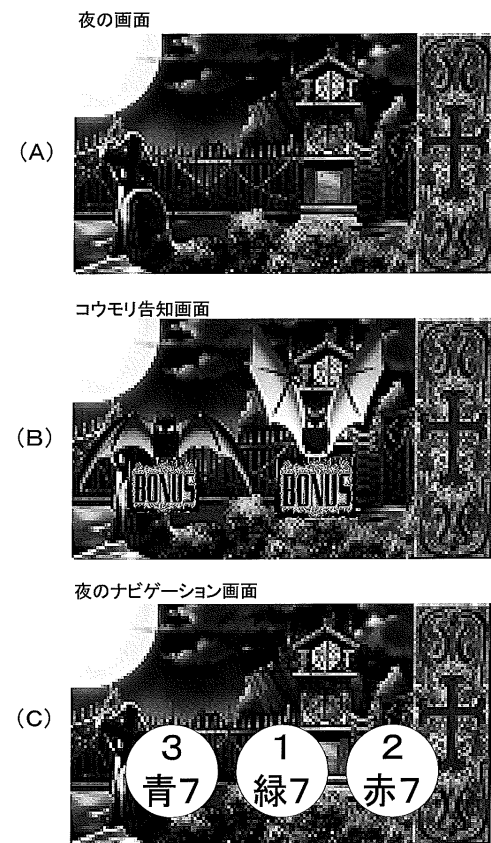 夜の画面
(A)
コウモリ告知画面
(B)
BONUS BONUS
夜のナビゲーション画面
(C)
3 1 2
青7 緑7 赤7